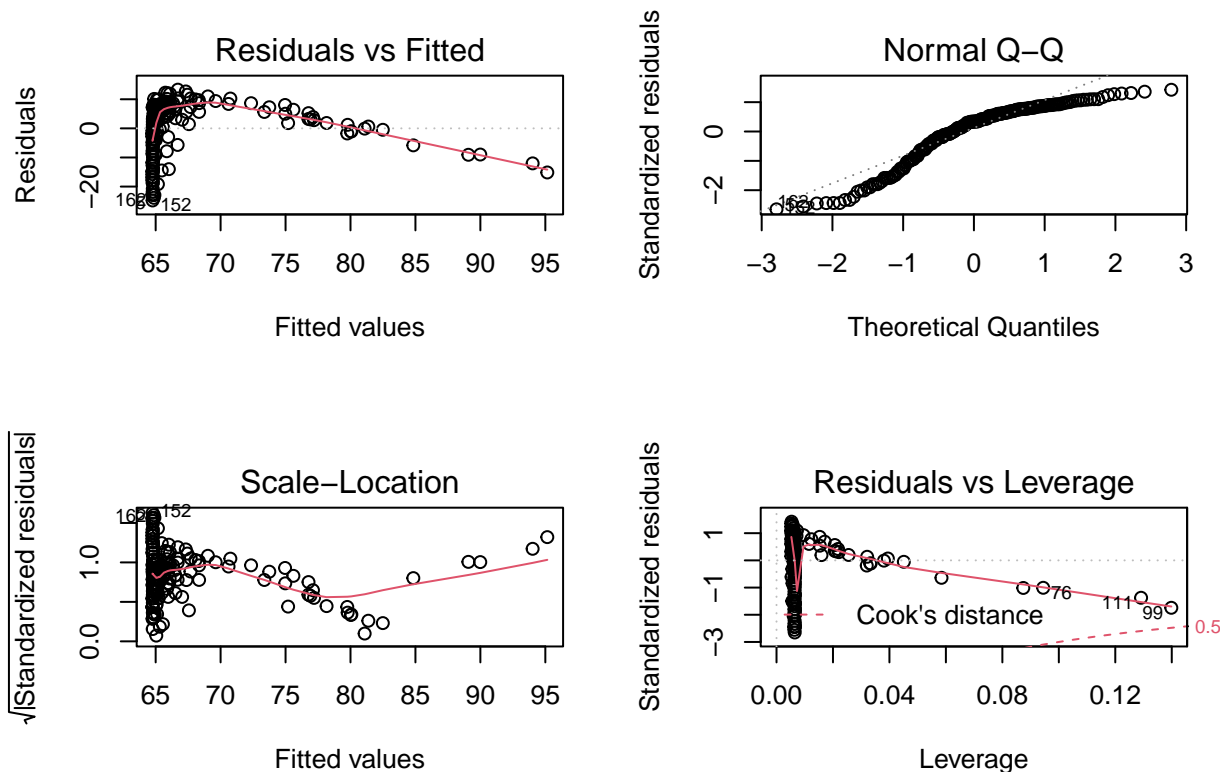 Residuals vs Fitted
Residuals
0
−20
152
65 70 75 80 85 90 95
Fitted values
Normal Q−Q
Standardized residuals
0
−2
−3 −2 −1 0 1 2 3
Theoretical Quantiles
Scale−Location
√|Standardized residuals|
1.0
0.0
152
65 70 75 80 85 90 95
Fitted values
Residuals vs Leverage
Standardized residuals
1
−1
−3
76
111
99
Cook's distance
0.5
0.00 0.04 0.08 0.12
Leverage